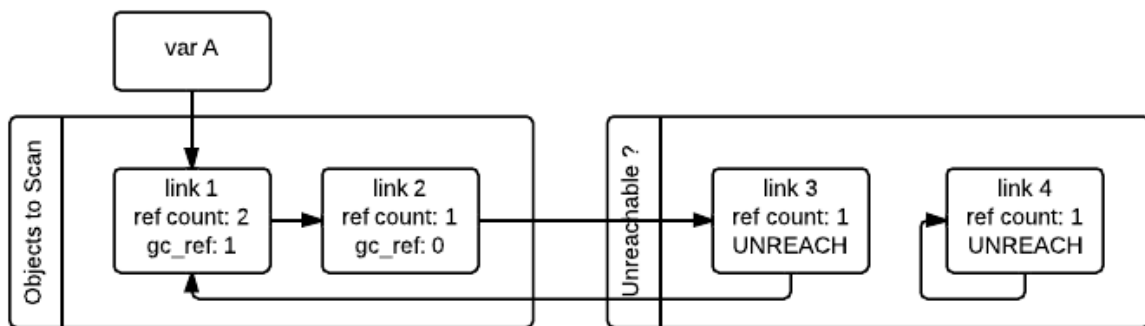 var A
Objects to Scan
link 1
ref count: 2
gc_ref: 1
link 2
ref count: 1
gc_ref: 0
Unreachable ?
link 3
ref count: 1
UNREACH
link 4
ref count: 1
UNREACH